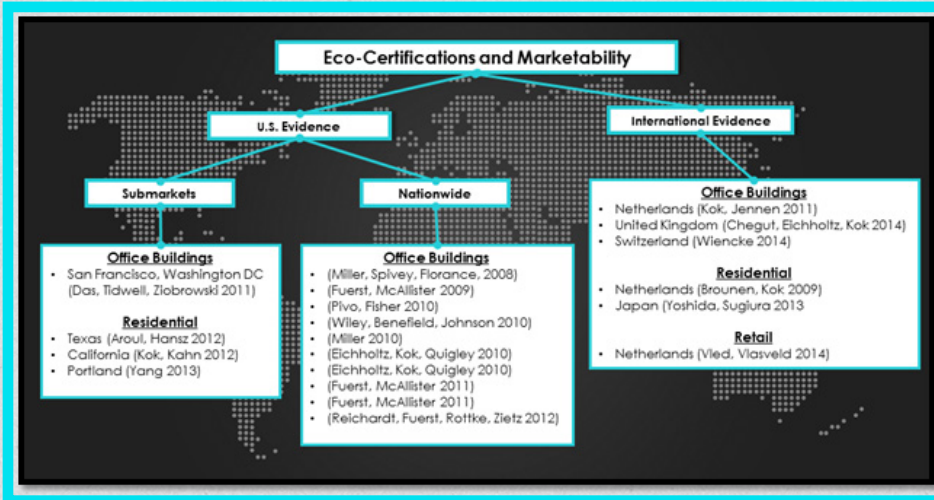 Eco-Certifications and Marketability
U.S. Evidence
International Evidence
Submarkets
Nationwide
Office Buildings
• San Francisco, Washington DC
(Das, Tidwell, Ziobrowski 2011)
Residential
• Texas (Aroul, Hansz 2012)
• California (Kok, Kahn 2012)
• Portland (Yang 2013)
Office Buildings
• (Miller, Spivey, Florance, 2008)
• (Fuerst, McAllister 2009)
• (Pivo, Fisher 2010)
• (Wiley, Benefield, Johnson 2010)
• (Miller 2010)
• (Eichholtz, Kok, Quigley 2010)
• (Eichholtz, Kok, Quigley 2010)
• (Fuerst, McAllister 2011)
• (Fuerst, McAllister 2011)
• (Reichardt, Fuerst, Rottke, Zietz 2012)
Office Buildings
• Netherlands (Kok, Jennen 2011)
• United Kingdom (Chegut, Eichholtz, Kok 2014)
• Switzerland (Wiencke 2014)
Residential
• Netherlands (Brounen, Kok 2009)
• Japan (Yoshida, Sugiura 2013
Retail
• Netherlands (Vled, Vlasveld 2014)